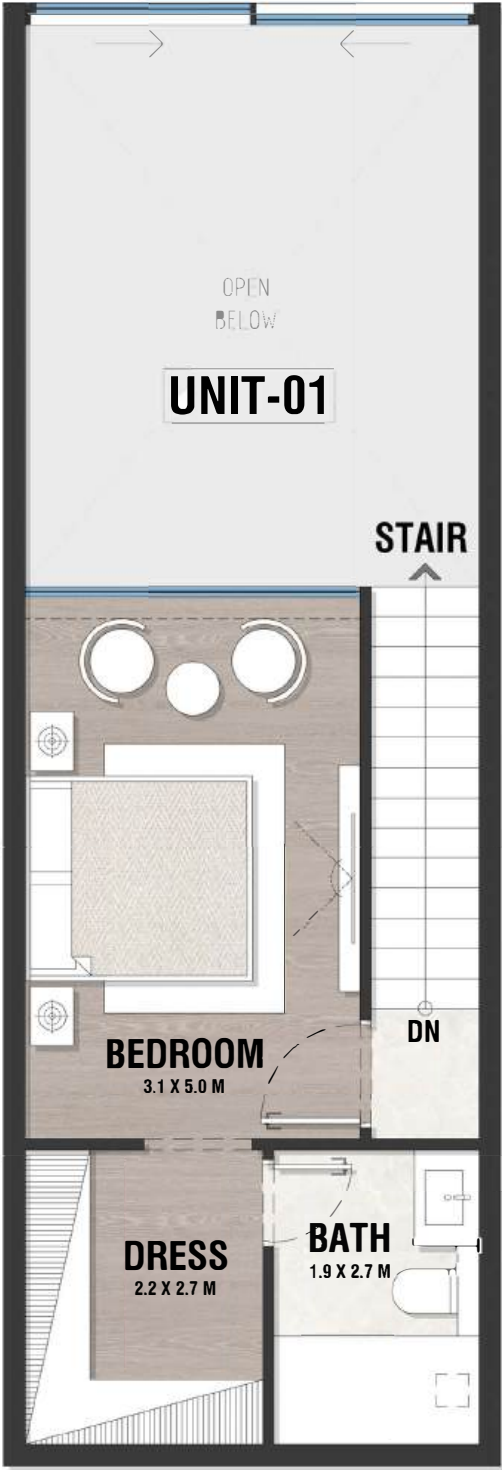 OPEN
BELOW
UNIT-01
STAIR
DN
BEDROOM
3.1 X 5.0 M
DRESS
2.2 X 2.7 M
BATH
1.9 X 2.7 M